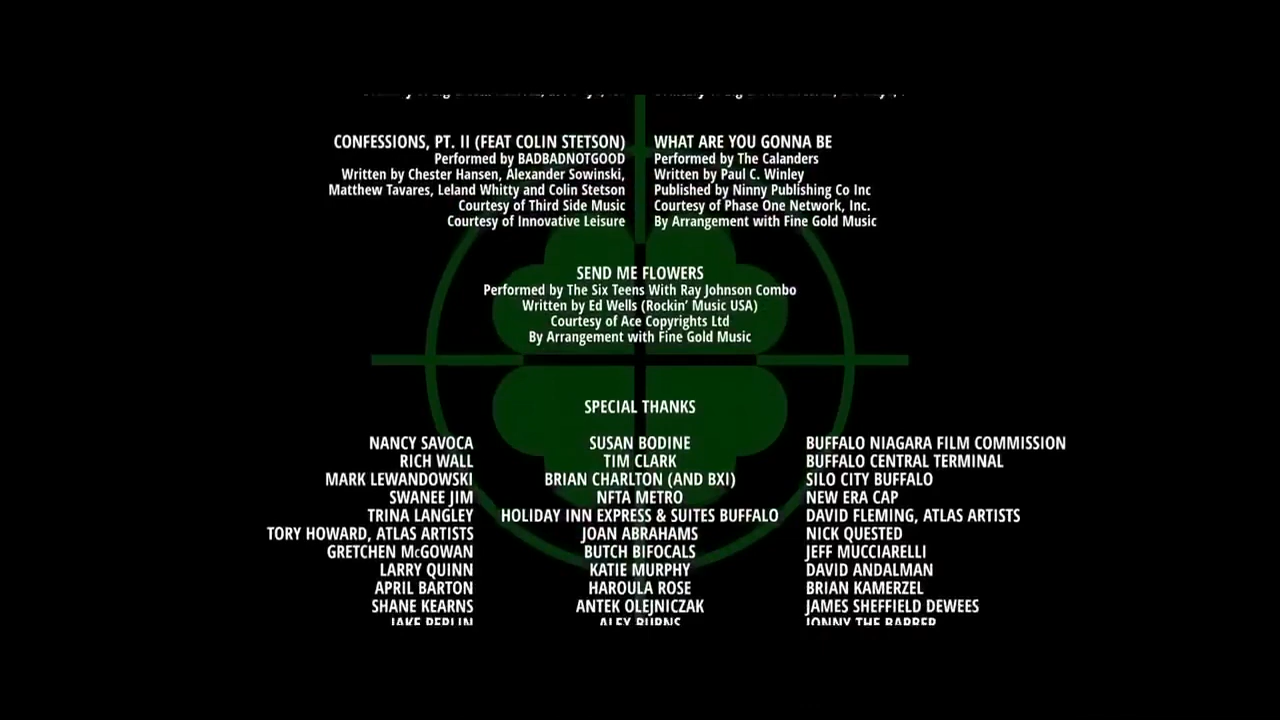 CONFESSIONS, PT. II (FEAT COLIN STETSON)
Performed by BADBADNOTGOOD
Written by Chester Hansen, Alexander Sowinski,
Matthew Tavares, Leland Whitty and Colin Stetson
Courtesy of Third Side Music
Courtesy of Innovative Leisure
WHAT ARE YOU GONNA BE
Performed by The Calanders
Written by Paul C. Winley
Published by Ninny Publishing Co Inc
Courtesy of Phase One Network, Inc.
By Arrangement with Fine Gold Music
SEND ME FLOWERS
Performed by The Six Teens With Ray Johnson Combo
Written by Ed Wells (Rockin' Music USA)
Courtesy of Ace Copyrights Ltd
By Arrangement with Fine Gold Music
SPECIAL THANKS
NANCY SAVOCA
RICH WALL
MARK LEWANDOWSKI
SWANEE JIM
TRINA LANGLEY
TORY HOWARD, ATLAS ARTISTS
GRETCHEN McGOWAN
LARRY QUINN
APRIL BARTON
SHANE KEARNS
JAKE PERLIN
SUSAN BODINE
TIM CLARK
BRIAN CHARLTON (AND BXI)
NFTA METRO
HOLIDAY INN EXPRESS & SUITES BUFFALO
JOAN ABRAHAMS
BUTCH BIFOCALS
KATIE MURPHY
HAROULA ROSE
ANTEK OLEJNICZAK
ALEX BURNS
BUFFALO NIAGARA FILM COMMISSION
BUFFALO CENTRAL TERMINAL
SILO CITY BUFFALO
NEW ERA CAP
DAVID FLEMING, ATLAS ARTISTS
NICK QUESTED
JEFF MUCCIARELLI
DAVID ANDALMAN
BRIAN KAMERZEL
JAMES SHEFFIELD DEWEES
JONNY THE BARBER